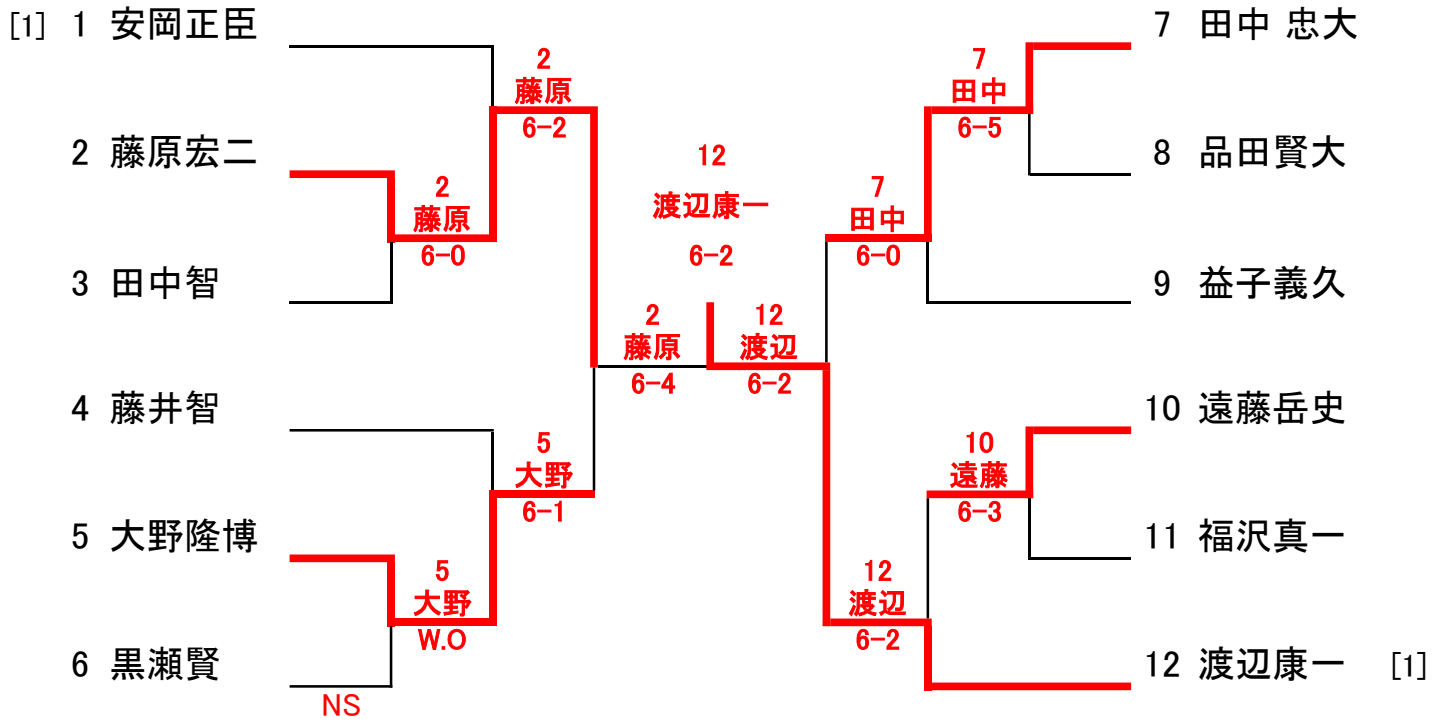 [1] 1 安岡正臣
2 藤原宏二
3 田中智
4 藤井智
5 大野隆博
6 黒瀬賢
NS
2
藤原
6-0
5
大野
W.O
2
藤原
6-2
5
大野
6-1
2
藤原
6-4
12
渡辺康一
6-2
12
渡辺
6-2
7
田中
6-0
12
渡辺
6-2
7
田中
6-5
10
遠藤
6-3
7 田中 忠大
8 品田賢大
9 益子義久
10 遠藤岳史
11 福沢真一
12 渡辺康一 [1]